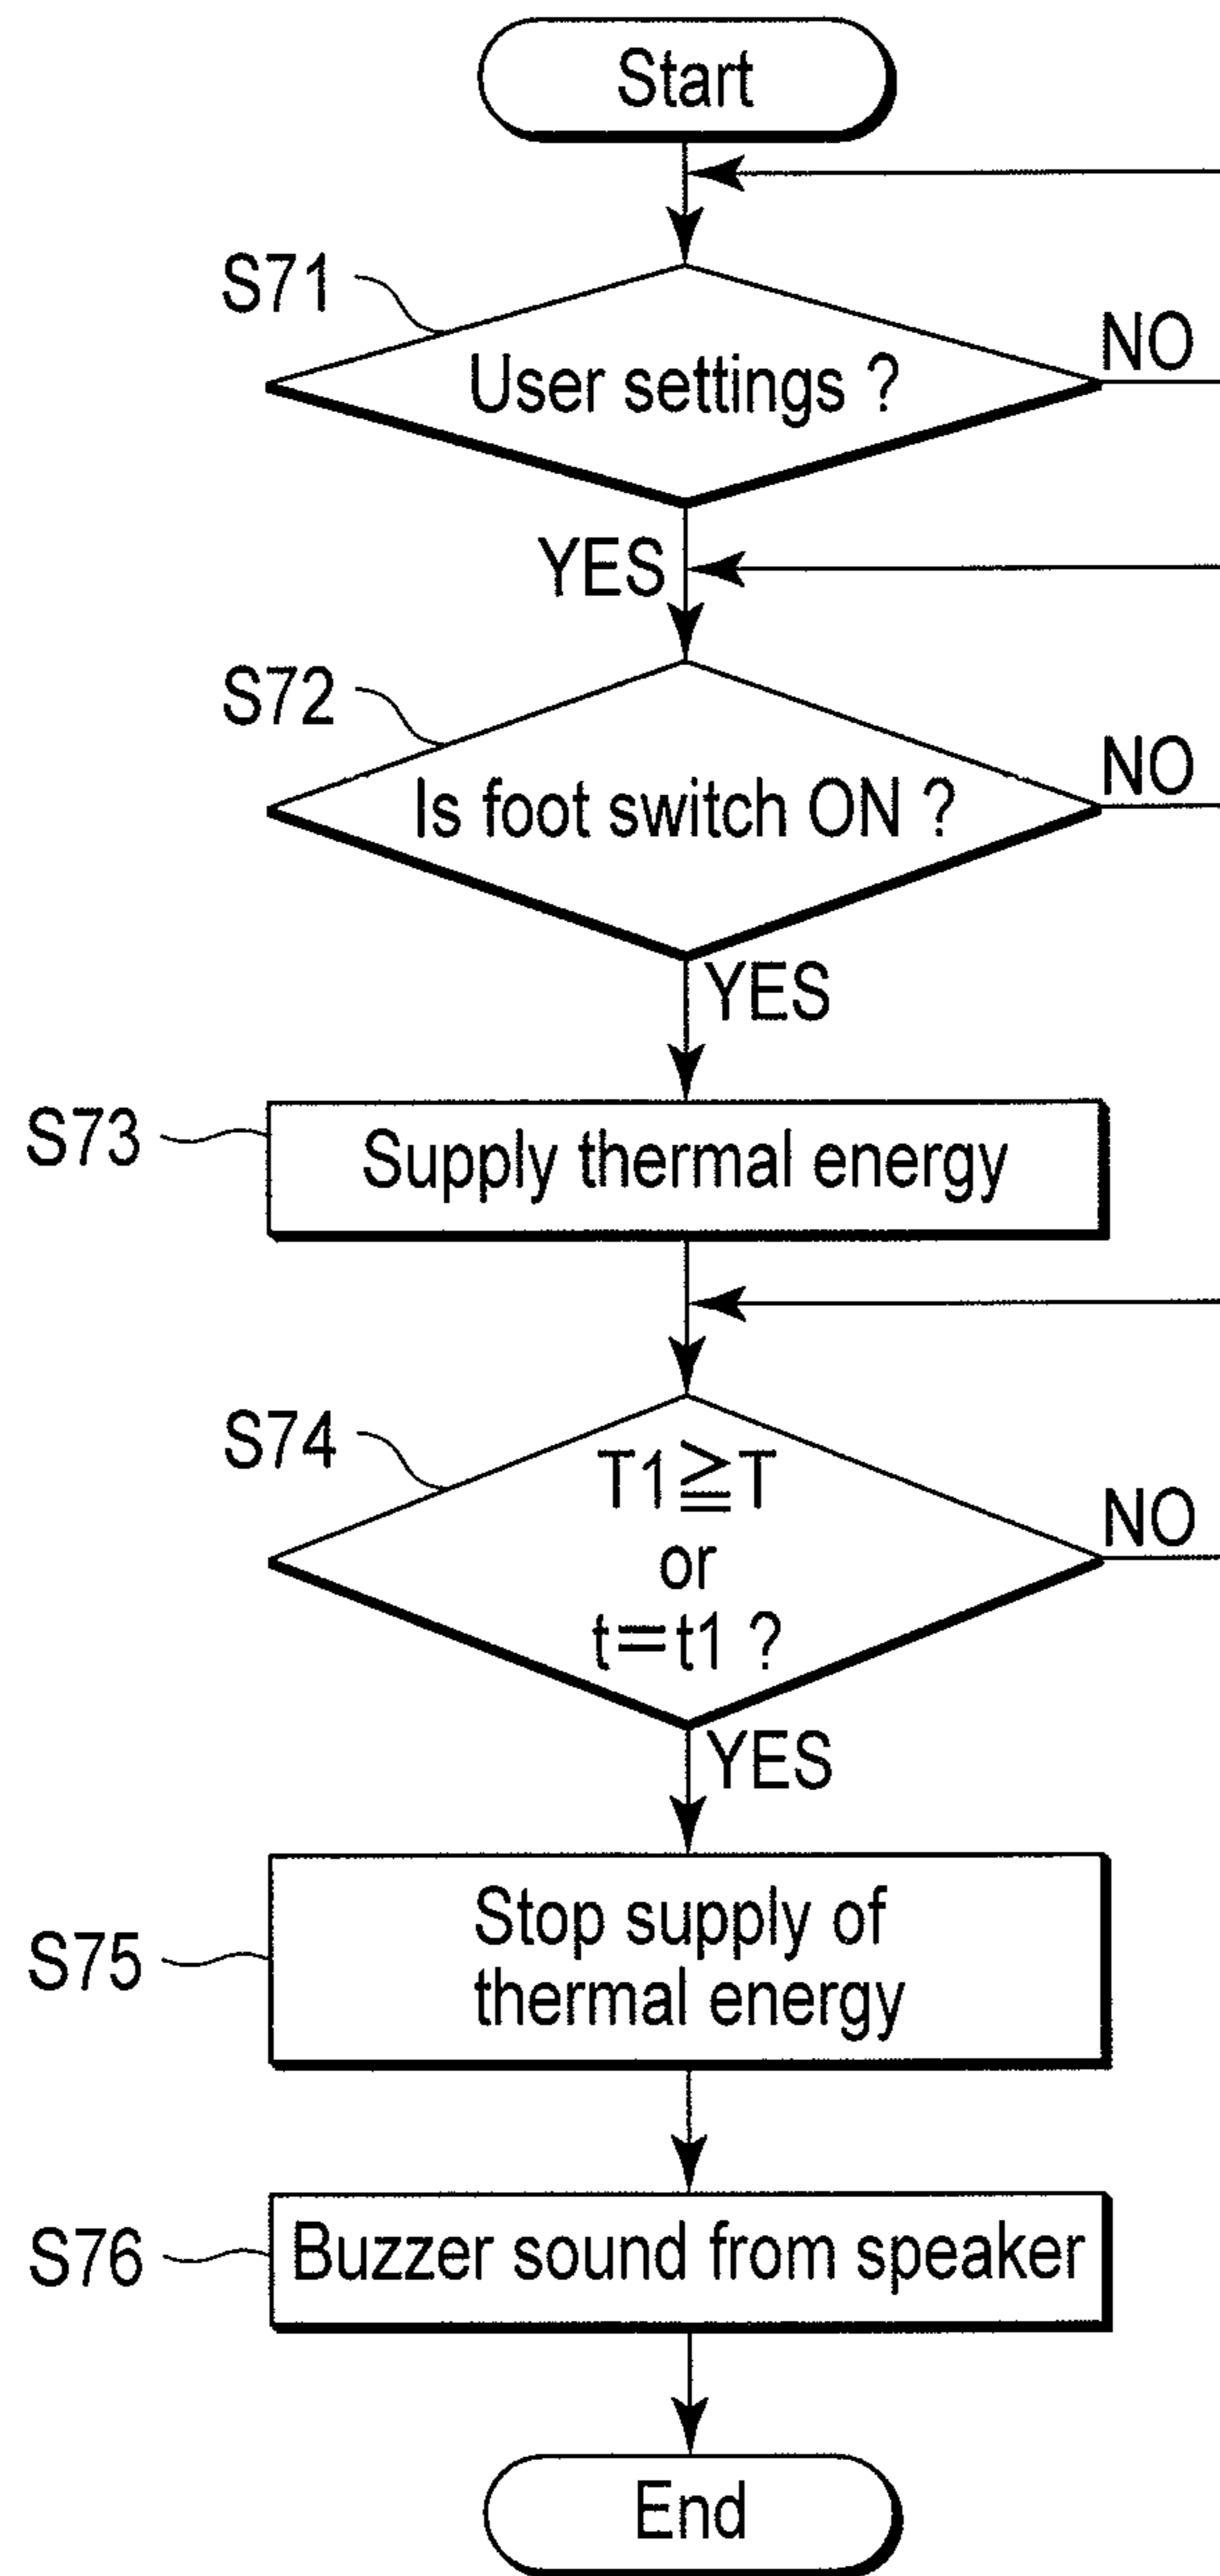 Start
S71
User settings ?
NO
YES
S72
Is foot switch ON ?
NO
YES
S73
Supply thermal energy
S74
T1≧T
or
t=t1 ?
NO
YES
S75
Stop supply of
thermal energy
S76
Buzzer sound from speaker
End